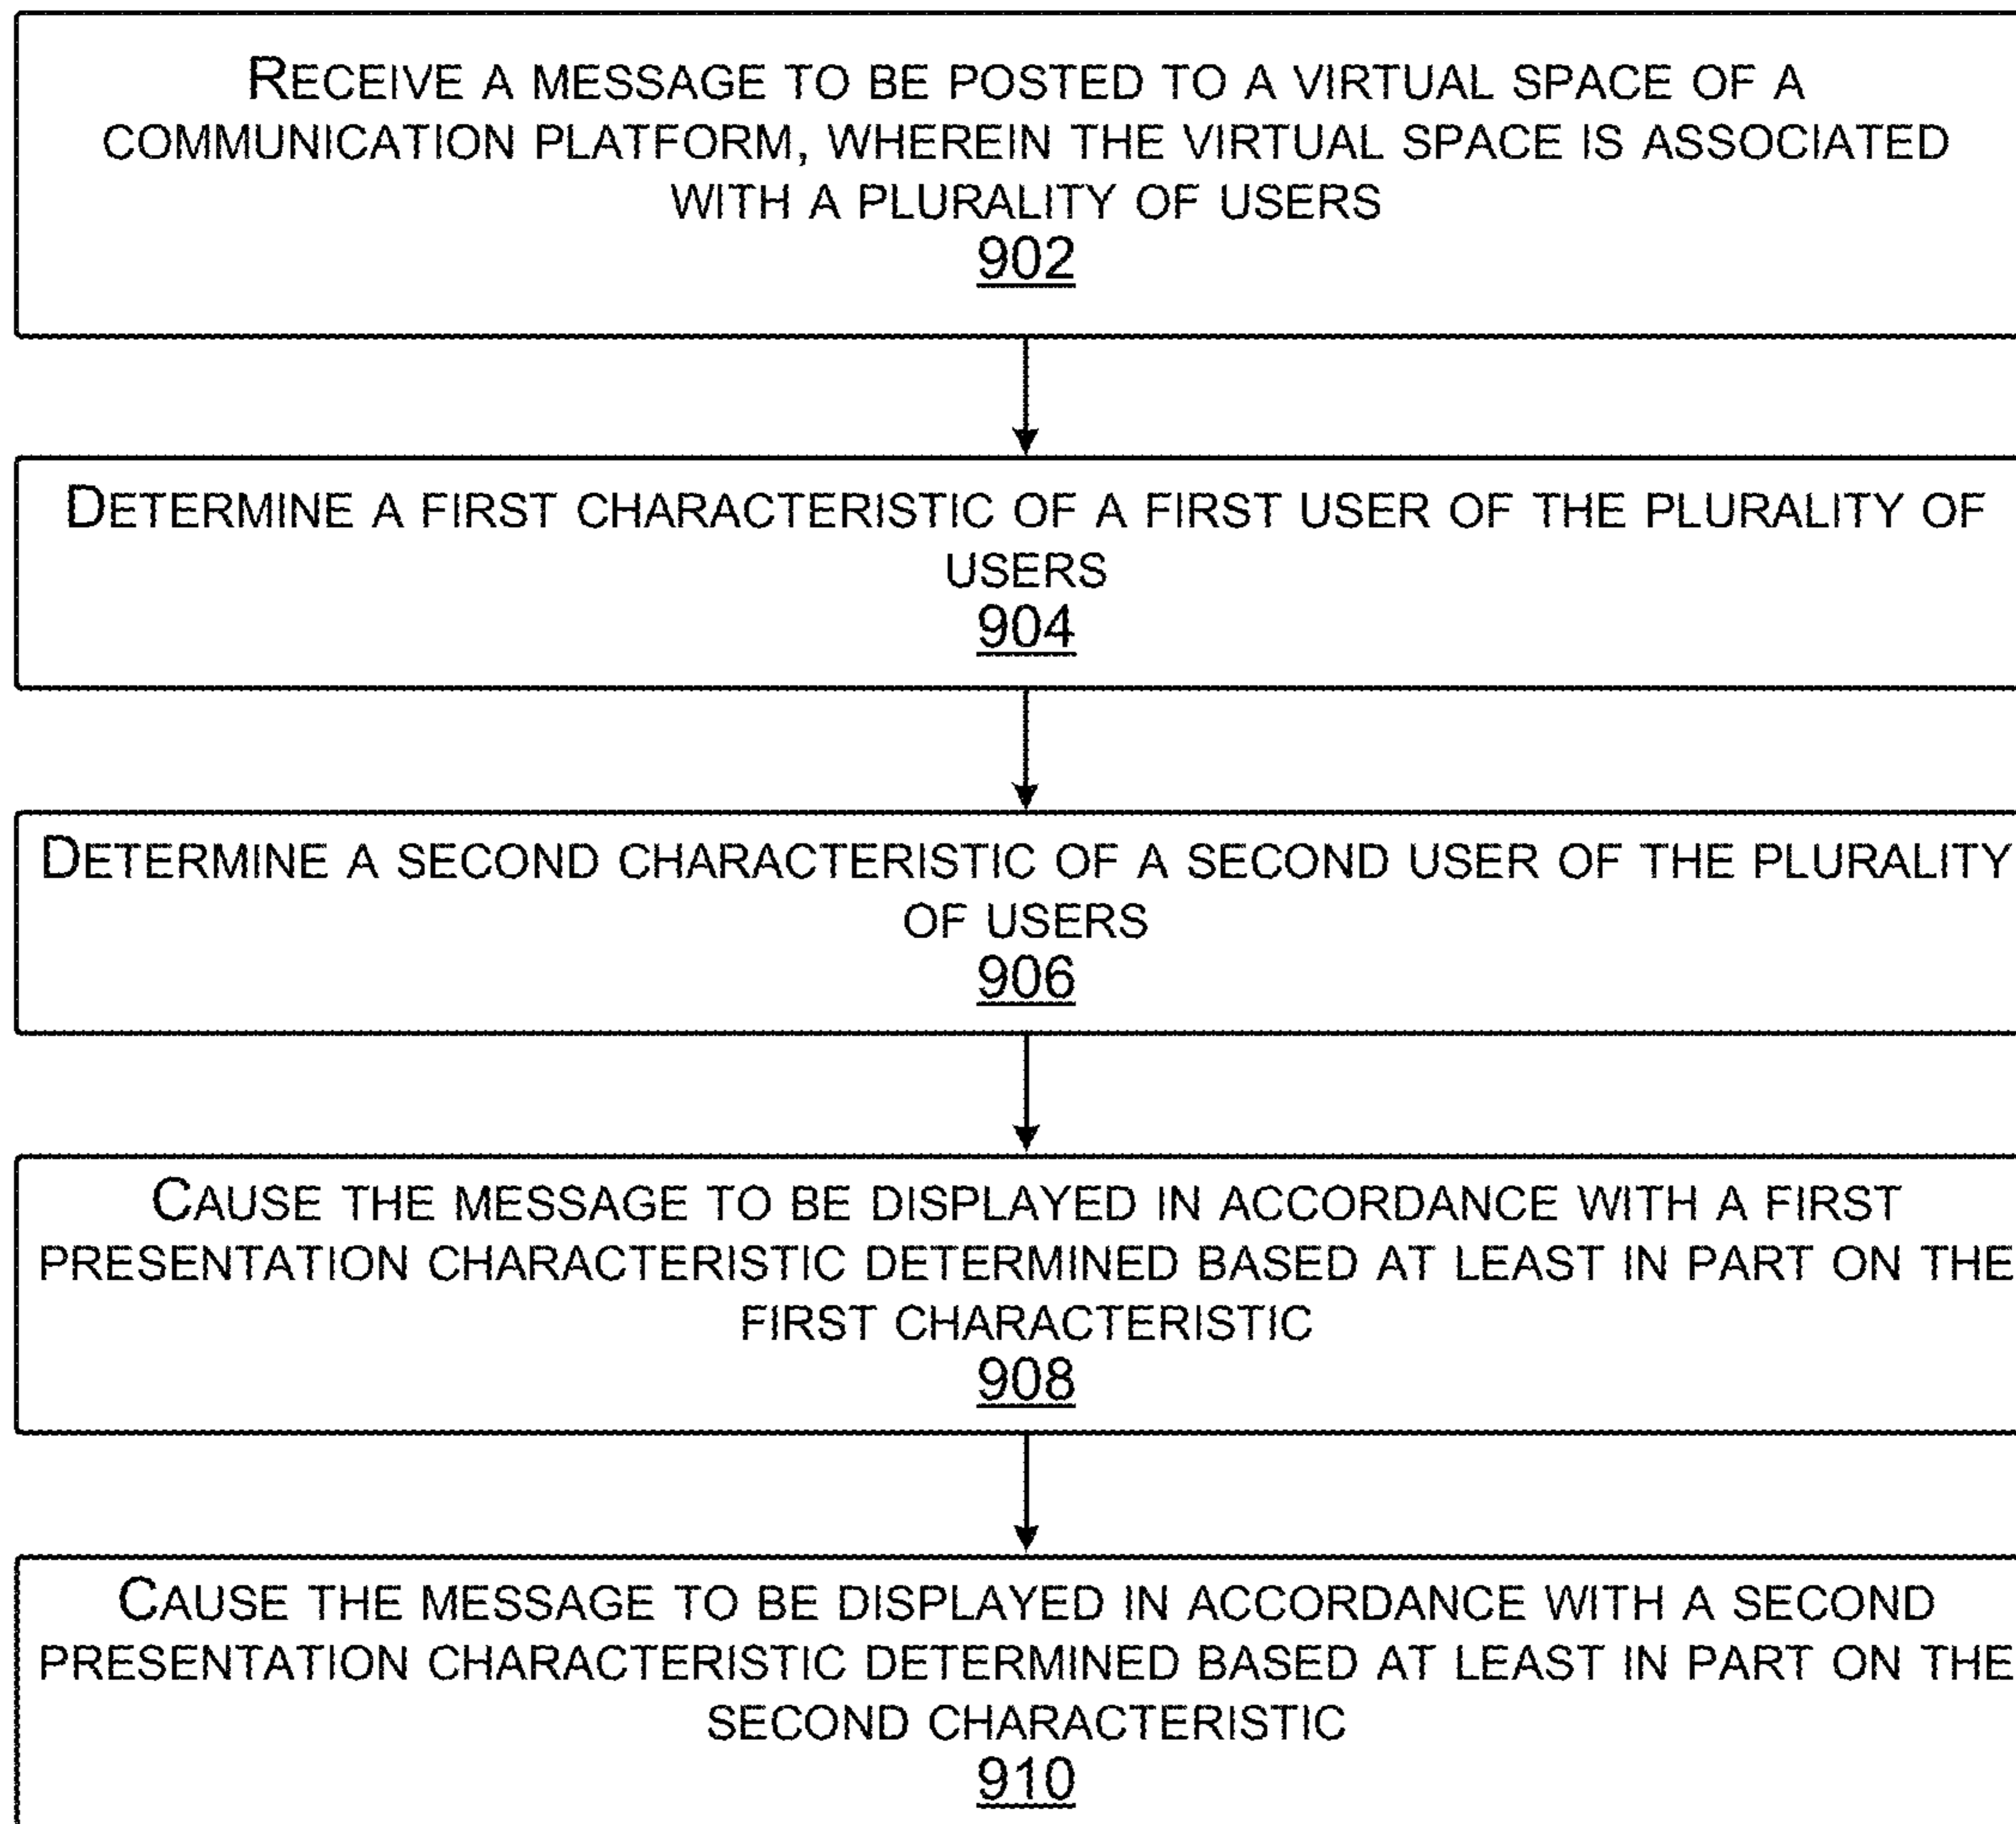 RECEIVE A MESSAGE TO BE POSTED TO A VIRTUAL SPACE OF A
COMMUNICATION PLATFORM, WHEREIN THE VIRTUAL SPACE IS ASSOCIATED
WITH A PLURALITY OF USERS
902
DETERMINE A FIRST CHARACTERISTIC OF A FIRST USER OF THE PLURALITY OF
USERS
904
DETERMINE A SECOND CHARACTERISTIC OF A SECOND USER OF THE PLURALITY
OF USERS
906
CAUSE THE MESSAGE TO BE DISPLAYED IN ACCORDANCE WITH A FIRST
PRESENTATION CHARACTERISTIC DETERMINED BASED AT LEAST IN PART ON THE
FIRST CHARACTERISTIC
908
CAUSE THE MESSAGE TO BE DISPLAYED IN ACCORDANCE WITH A SECOND
PRESENTATION CHARACTERISTIC DETERMINED BASED AT LEAST IN PART ON THE
SECOND CHARACTERISTIC
910